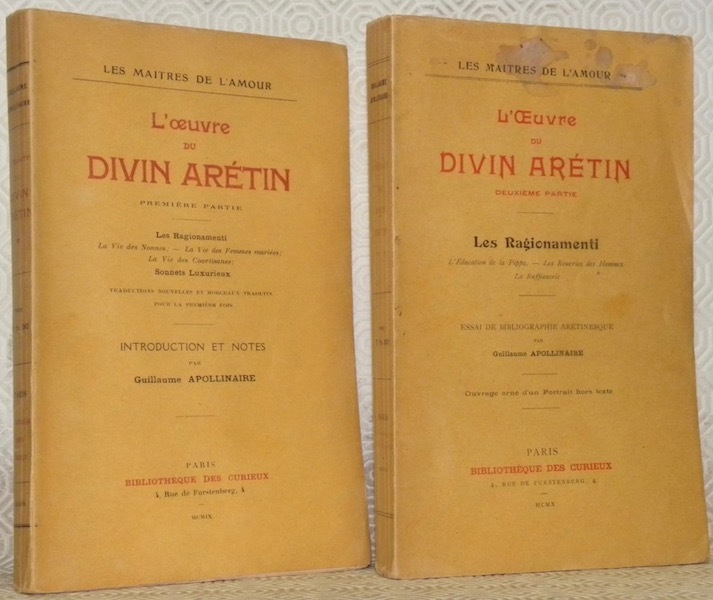 LES MAITRES DE L'AMOUR
L'œuvre
DU
DIVIN ARÉTIN
PREMIÈRE PARTIE
Les Ragionamenti
La Vie des Nonnes; — La Vie des Femmes mariées;
La Vie des Courtisanes;
Sonnets Luxurieux
TRADUCTIONS NOUVELLES ET MORCEAUX TRADUITS
POUR LA PREMIÈRE FOIS
INTRODUCTION ET NOTES
PAR
Guillaume APOLLINAIRE
PARIS
BIBLIOTHÈQUE DES CURIEUX
4, Rue de Furstenberg, 4
MCMIX
LES MAITRES DE L'AMOUR
L'Œuvre
DU
DIVIN ARÉTIN
DEUXIÈME PARTIE
Les Ragionamenti
L'Éducation de la Pippa. — Les Roueries des Hommes
La Ruffianerie
ESSAI DE BIBLIOGRAPHIE ARÉTINESQUE
PAR
Guillaume APOLLINAIRE
Ouvrage orné d'un Portrait hors texte
PARIS
BIBLIOTHÈQUE DES CURIEUX
4, RUE DE FURSTENBERG, 4
MCMX